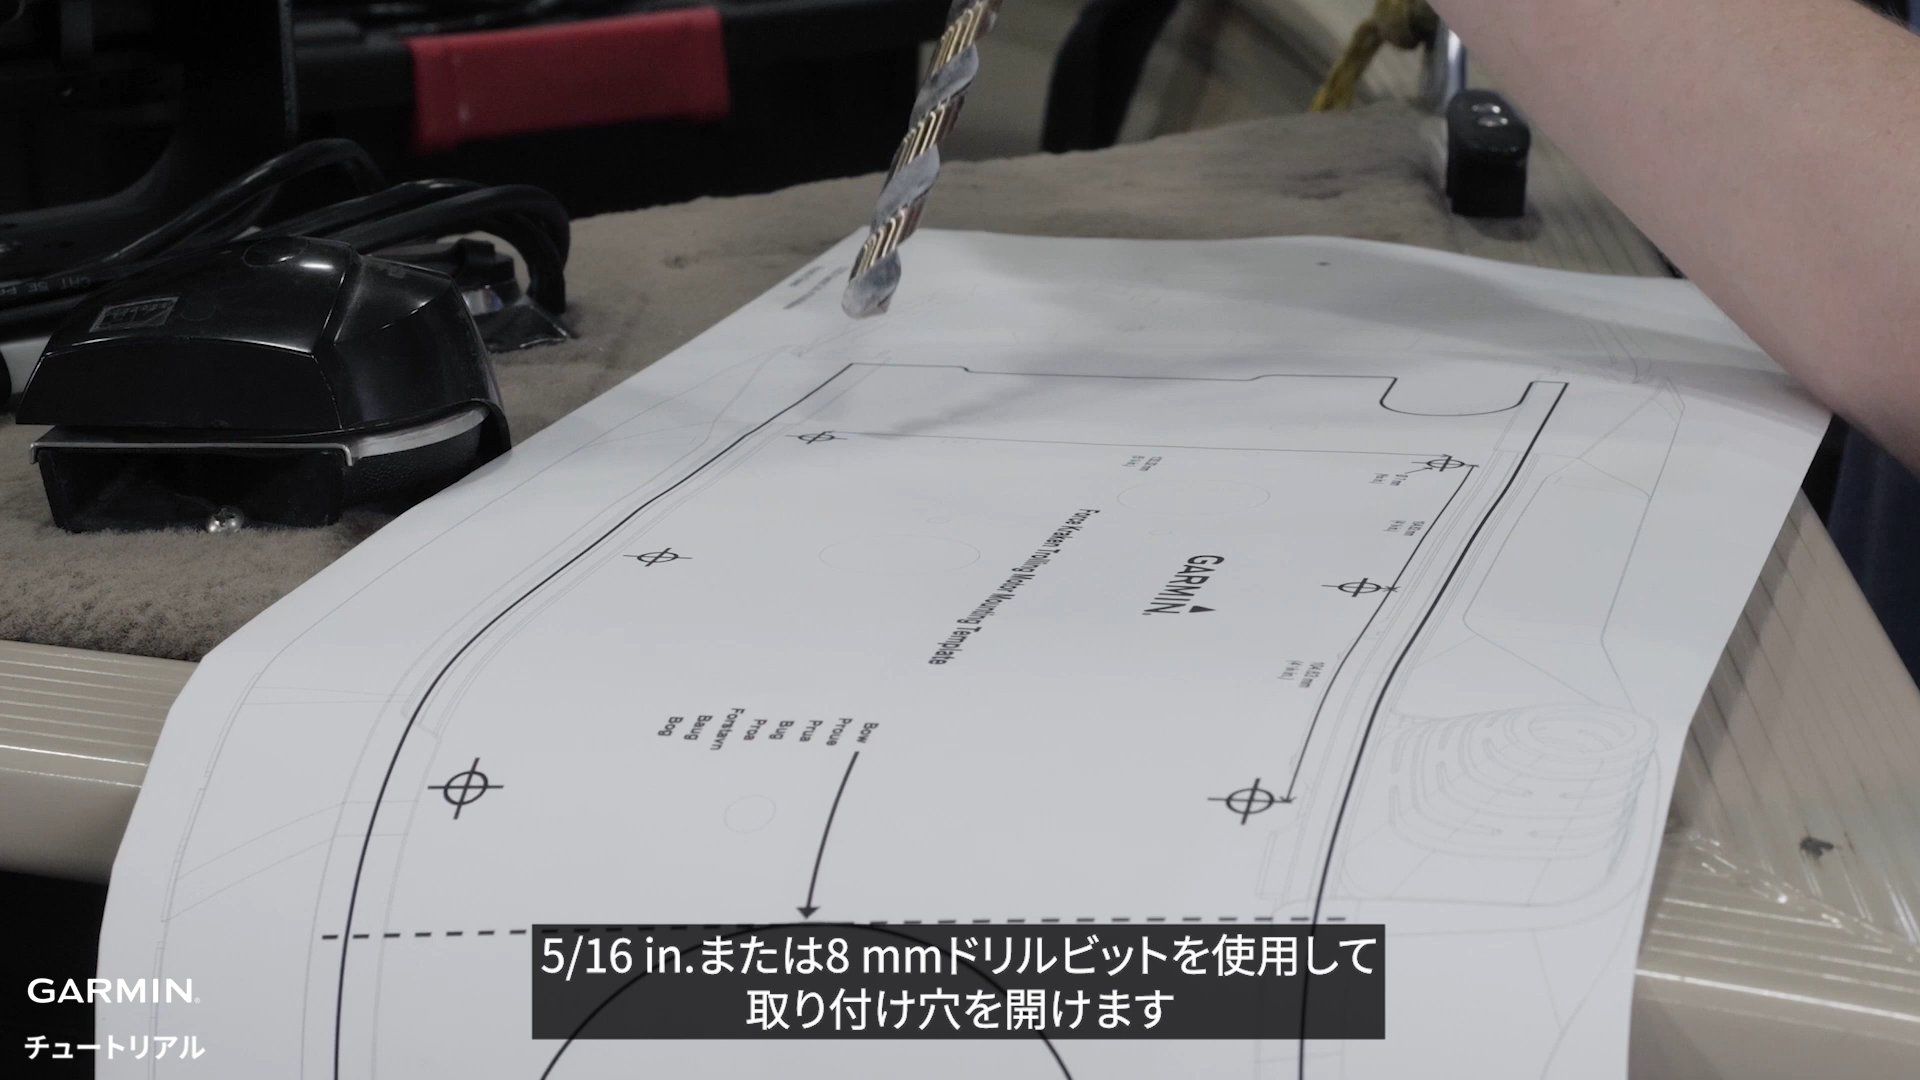 GARMIN
Force Kraken Trolling Motor Mounting Template
Bow
Proue
Prua
Bug
Proa
Forstavn
Baug
Bog
5/16 in.または8 mmドリルビットを使用して
取り付け穴を開けます
GARMIN
チュートリアル